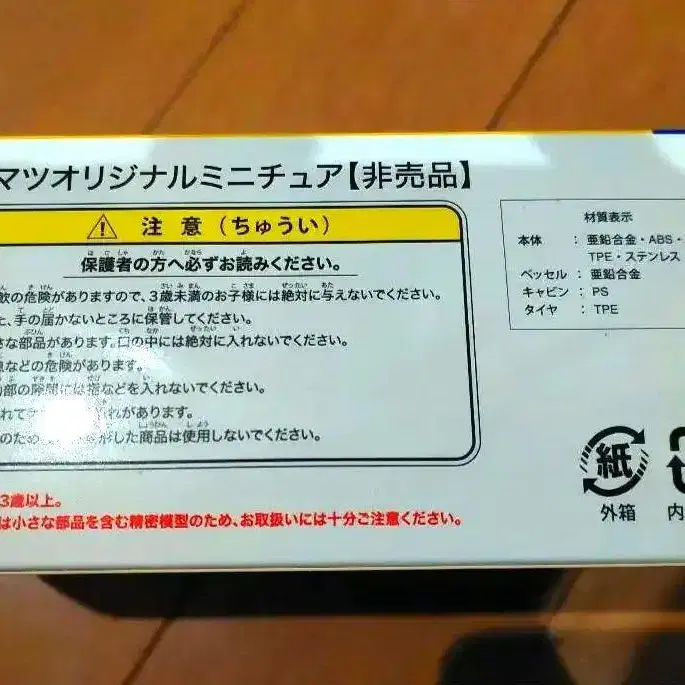 マツオリジナルミニチュア【非売品】
注 意 (ちゅうい)
保護者の方へ必ずお読みください。
飲の危険がありますので、3歳未満のお子様には絶対に与えないでください。
、手の届かないところに保管してください。
さな部品があります。口の中には絶対に入れないでください。
息などの危険があります。
部の隙間には指などを入れないでください。
れて
れがあります。
のため
した商品は使用しないでください。
3歳以上。
は小さな部品を含む精密模型のため、お取扱いには十分ご注意ください。
材質表示
本体 : 亜鉛合金・ABS・
TPE・ステンレス
ベッセル : 亜鉛合金
キャビン : PS
タイヤ : TPE
紙
外箱
内